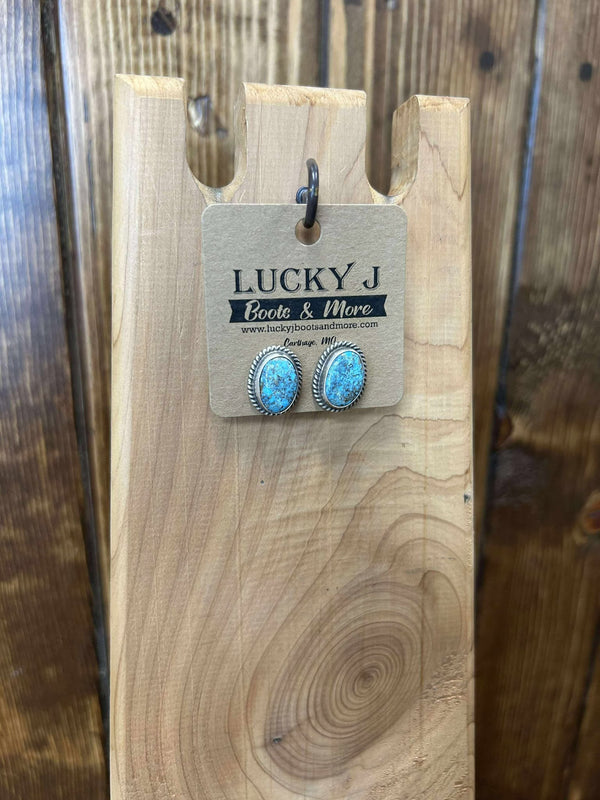 LUCKY J
Boots & More
www.luckyjbootsandmore.com
Carthage, MO